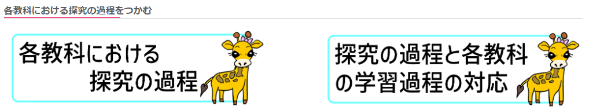 各教科における探究の過程をつかむ
各教科における
探究の過程
探究の過程と各教科
の学習過程の対応